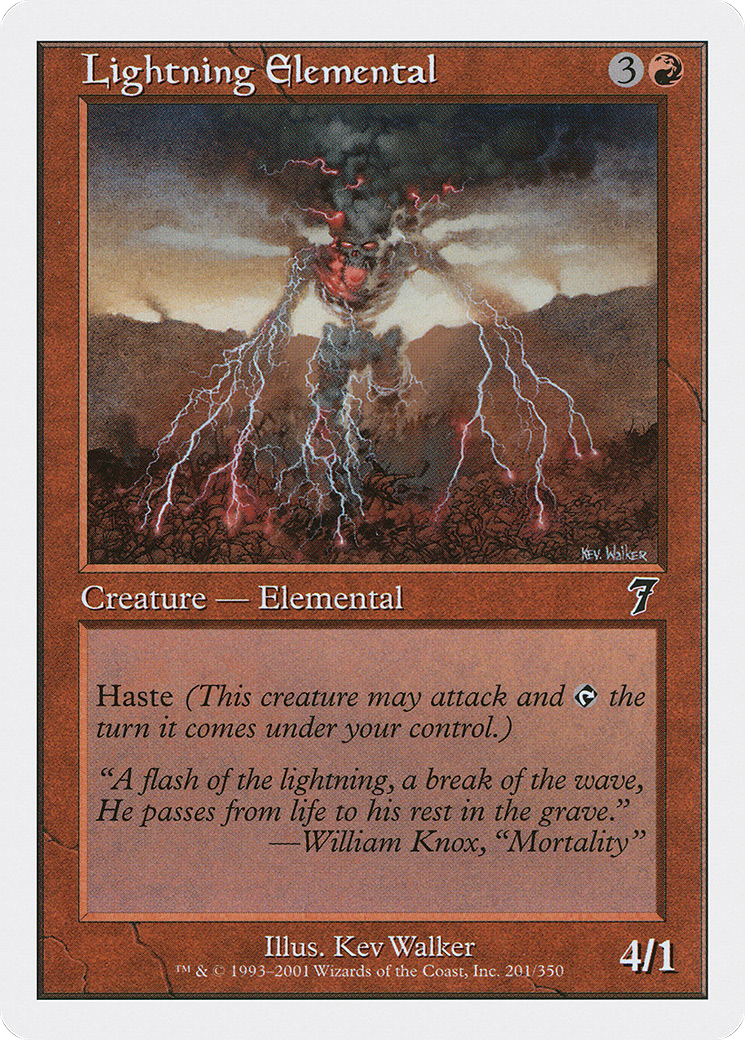 Lightning Elemental 3
Kev. Walker
Creature — Elemental 7
Haste (This creature may attack and the
turn it comes under your control.)
“A flash of the lightning, a break of the wave,
He passes from life to his rest in the grave.”
—William Knox, “Mortality”
Illus. Kev Walker
4/1
™ & © 1993–2001 Wizards of the Coast, Inc. 201/350